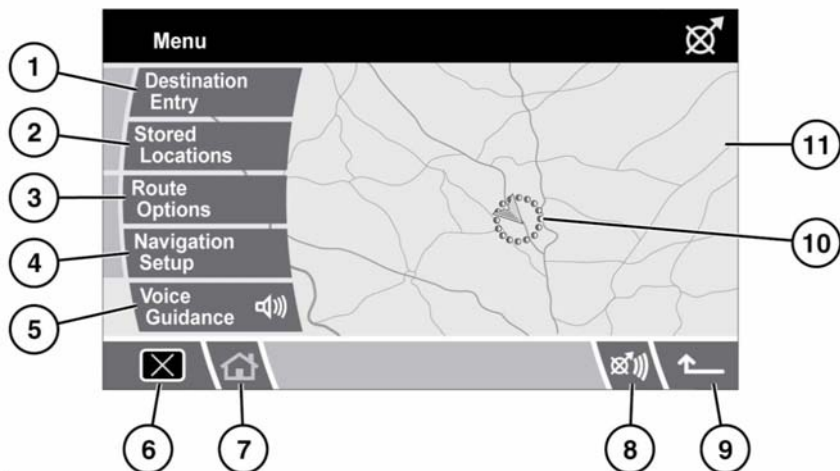 Menu
1
Destination
Entry
2
Stored
Locations
3
Route
Options
4
Navigation
Setup
5
Voice
Guidance
11
10
6
7
8
9